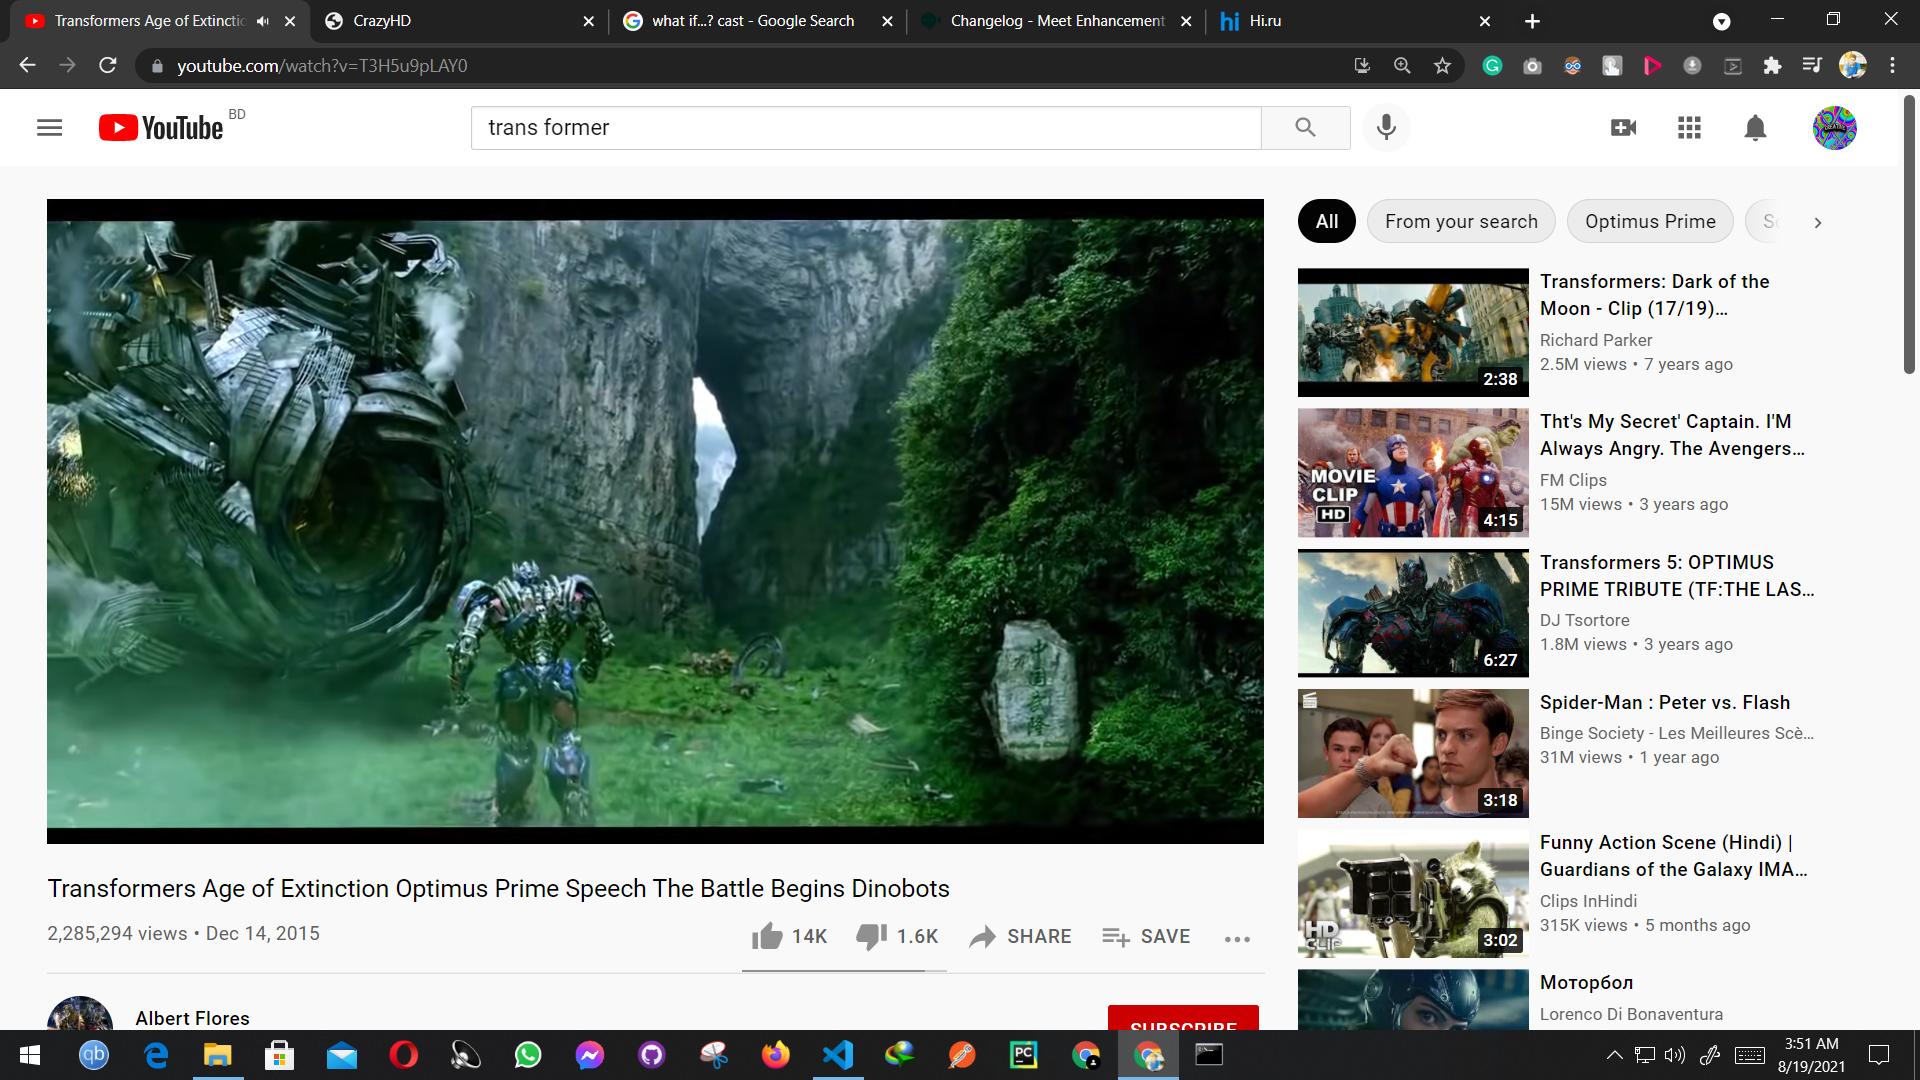 Transformers Age of Extinctic
CrazyHD
what if...? cast - Google Search
Changelog - Meet Enhancement
hi Hi.ru
youtube.com/watch?v=T3H5u9pLAY0
YouTube BD
trans former
All
From your search
Optimus Prime
中国武隆
Transformers: Dark of the
Moon - Clip (17/19)...
Richard Parker
2.5M views • 7 years ago
2:38
Tht's My Secret' Captain. I'M
Always Angry. The Avengers...
FM Clips
15M views • 3 years ago
MOVIE
CLIP
HD
4:15
Transformers 5: OPTIMUS
PRIME TRIBUTE (TF:THE LAS...
DJ Tsortore
1.8M views • 3 years ago
6:27
Spider-Man : Peter vs. Flash
Binge Society - Les Meilleures Scè...
31M views • 1 year ago
3:18
Funny Action Scene (Hindi) |
Guardians of the Galaxy IMA...
Clips InHindi
315K views • 5 months ago
HD
CLIP
3:02
Моторбол
Lorenco Di Bonaventura
Transformers Age of Extinction Optimus Prime Speech The Battle Begins Dinobots
2,285,294 views • Dec 14, 2015
14K
1.6K
SHARE
SAVE
Albert Flores
SUBSCRIBE
qb
PC
3:51 AM
8/19/2021